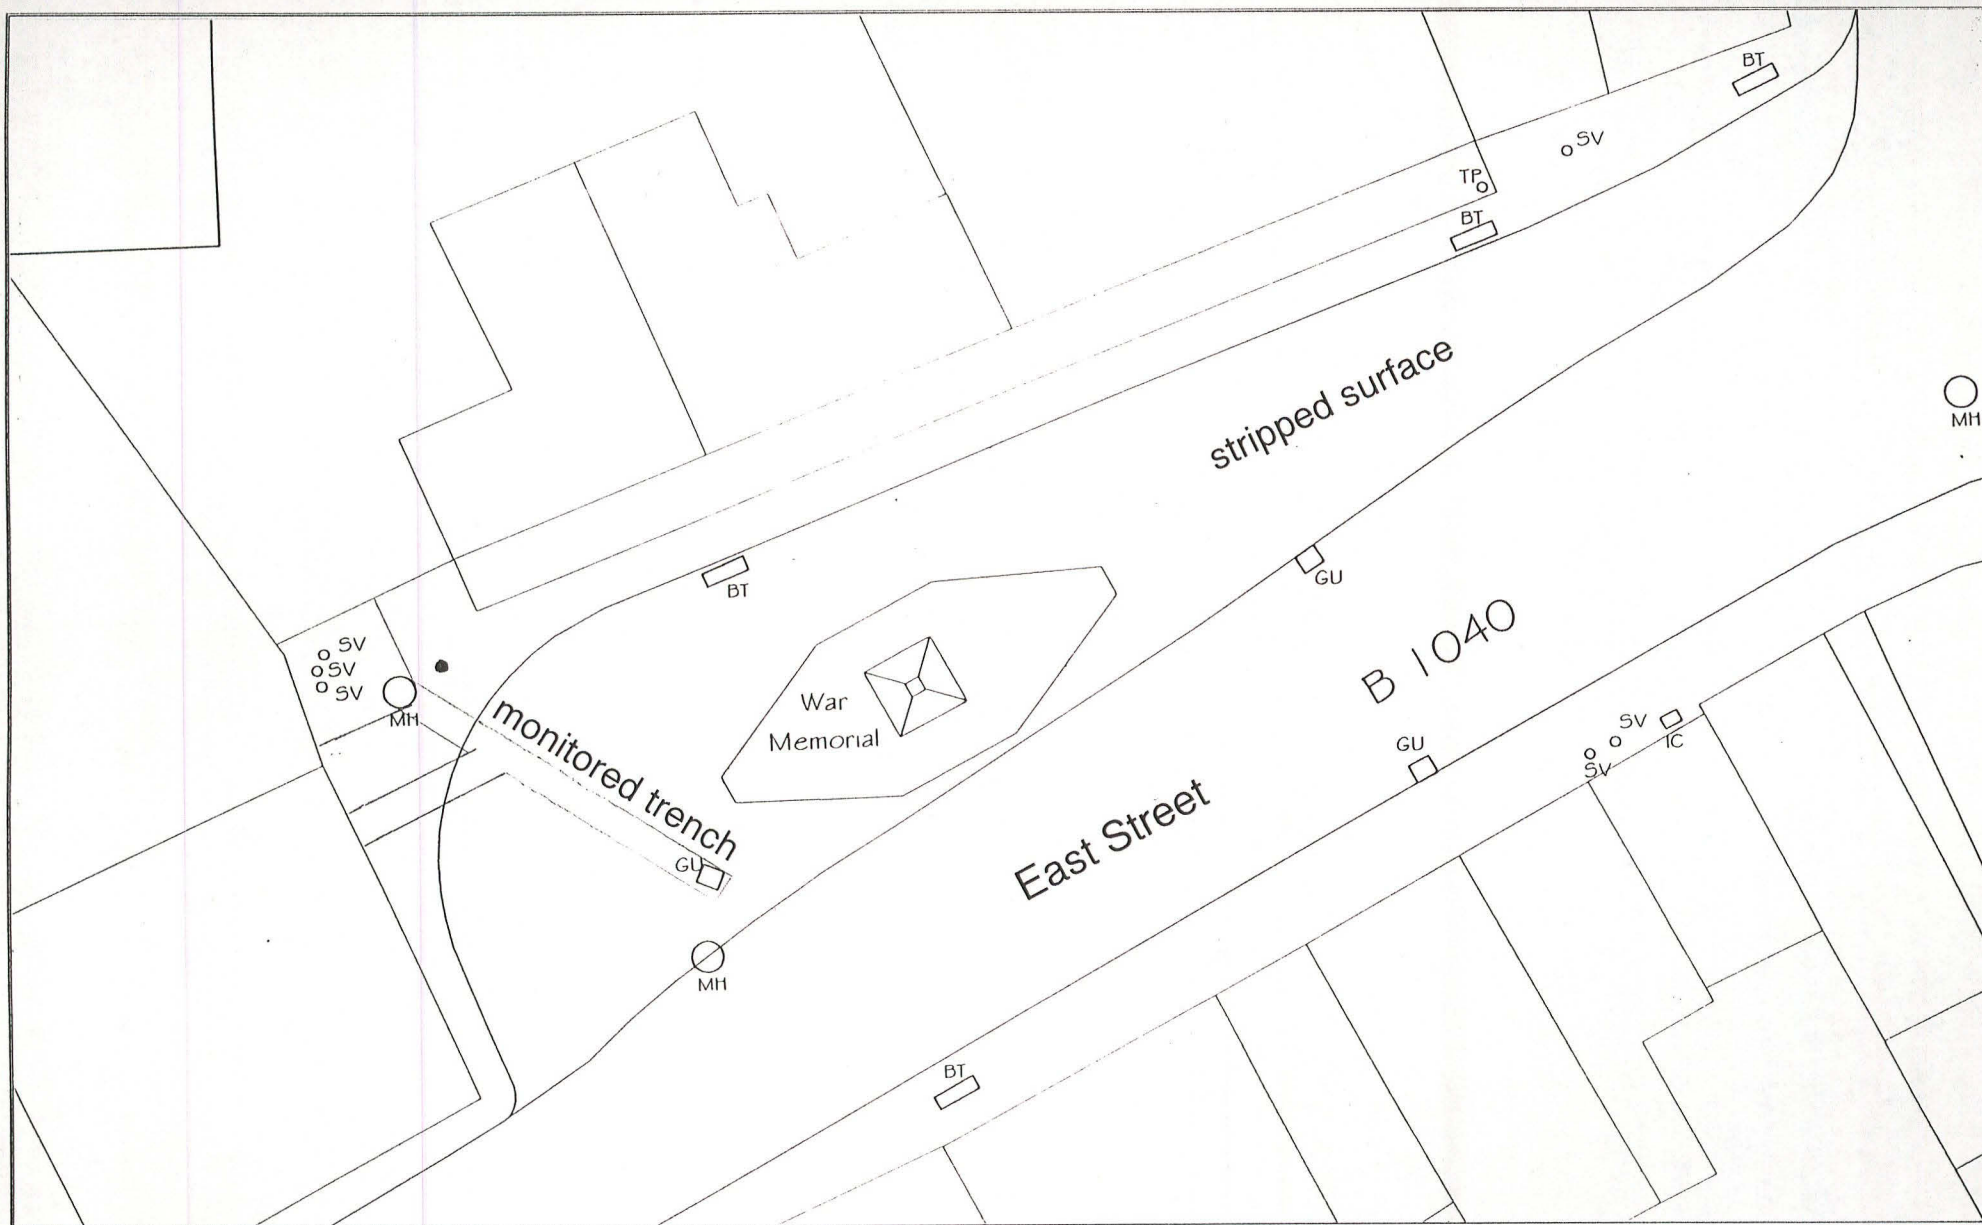 BT
SV
TP
BT
stripped surface
MH
BT
GU
B 1040
SV
SV
SV
MH
War
Memorial
monitored trench
GU
SV
IC
SV
GU
East Street
MH
BT